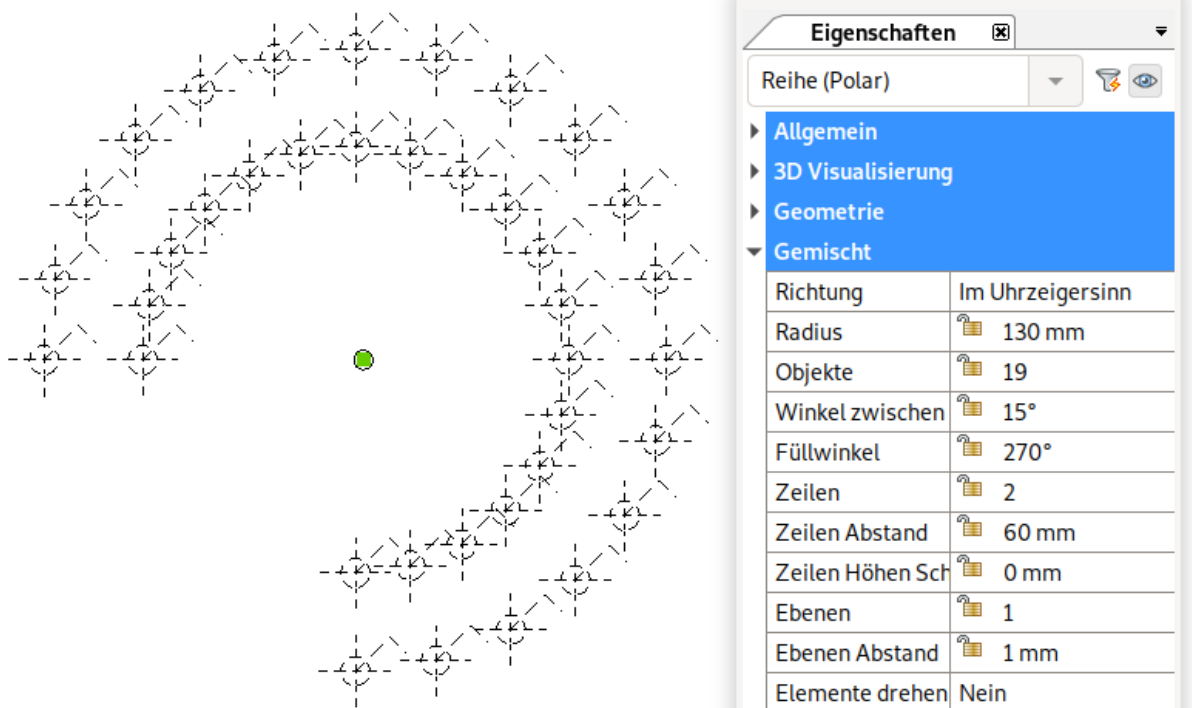 Eigenschaften
Reihe (Polar)
Allgemein
3D Visualisierung
Geometrie
Gemischt
Richtung Im Uhrzeigersinn
Radius 130 mm
Objekte 19
Winkel zwischen 15°
Füllwinkel 270°
Zeilen 2
Zeilen Abstand 60 mm
Zeilen Höhen Sch 0 mm
Ebenen 1
Ebenen Abstand 1 mm
Elemente drehen Nein